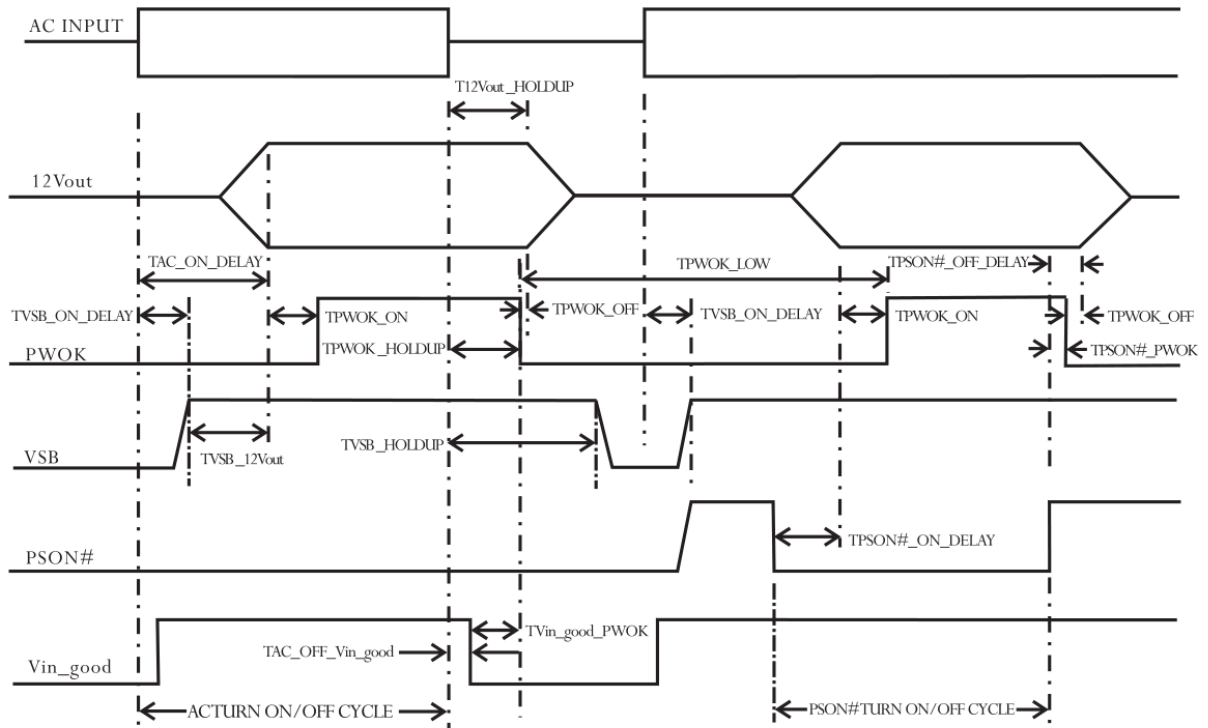 AC INPUT
T12Vout_HOLDUP
12Vout
TAC_ON_DELAY
TPWOK_LOW
TPSON#_OFF_DELAY
TVSB_ON_DELAY
TPWOK_ON
TPWOK_OFF
TVSB_ON_DELAY
TPWOK_ON
TPWOK_OFF
PWOK
TPWOK_HOLDUP
TPSON#_PWOK
VSB
TVSB_12Vout
TVSB_HOLDUP
PSON#
TPSON#_ON_DELAY
TVin_good_PWOK
TAC_OFF_Vin_good
Vin_good
ACTURN ON/OFF CYCLE
PSON#TURN ON/OFF CYCLE